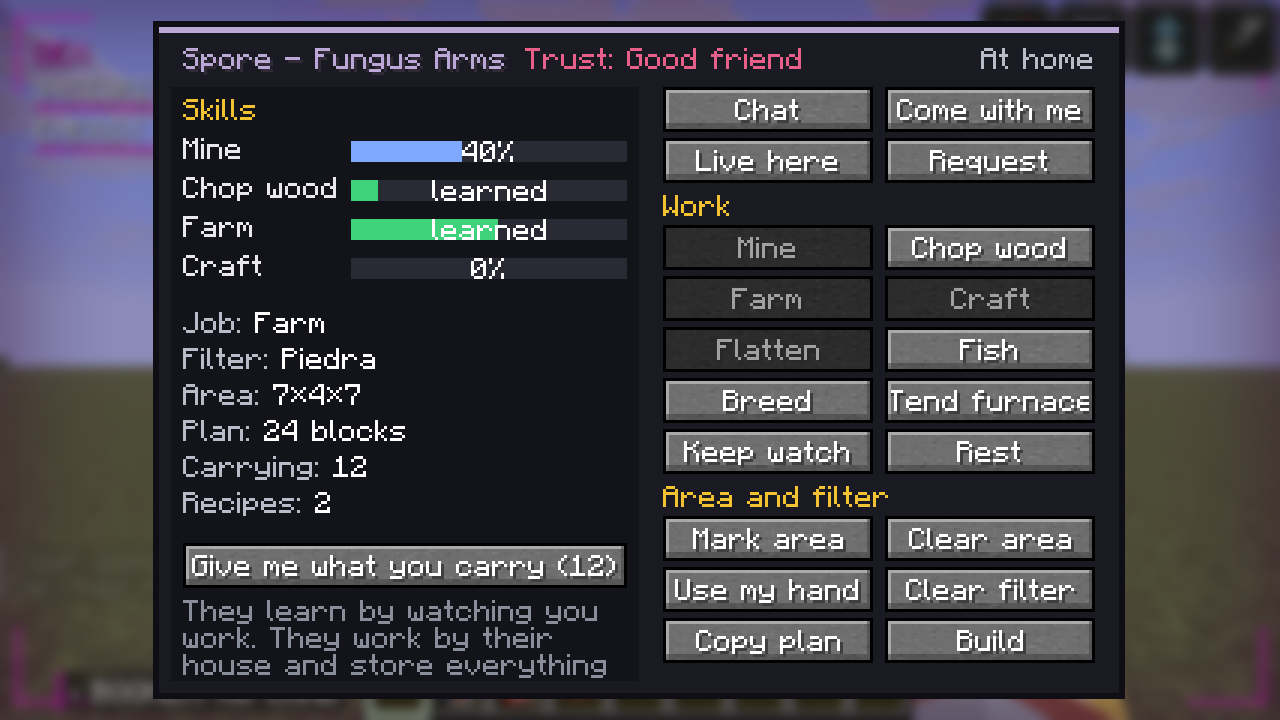 Spore - Fungus Arms Trust: Good friend At home
Skills
Mine 40%
Chop wood learned
Farm learned
Craft 0%
Job: Farm
Filter: Piedra
Area: 7×4×7
Plan: 24 blocks
Carrying: 12
Recipes: 2
Give me what you carry (12)
They learn by watching you
work. They work by their
house and store everything
Chat Come with me
Live here Request
Work
Mine Chop wood
Farm Craft
Flatten Fish
Breed Tend furnace
Keep watch Rest
Area and filter
Mark area Clear area
Use my hand Clear filter
Copy plan Build